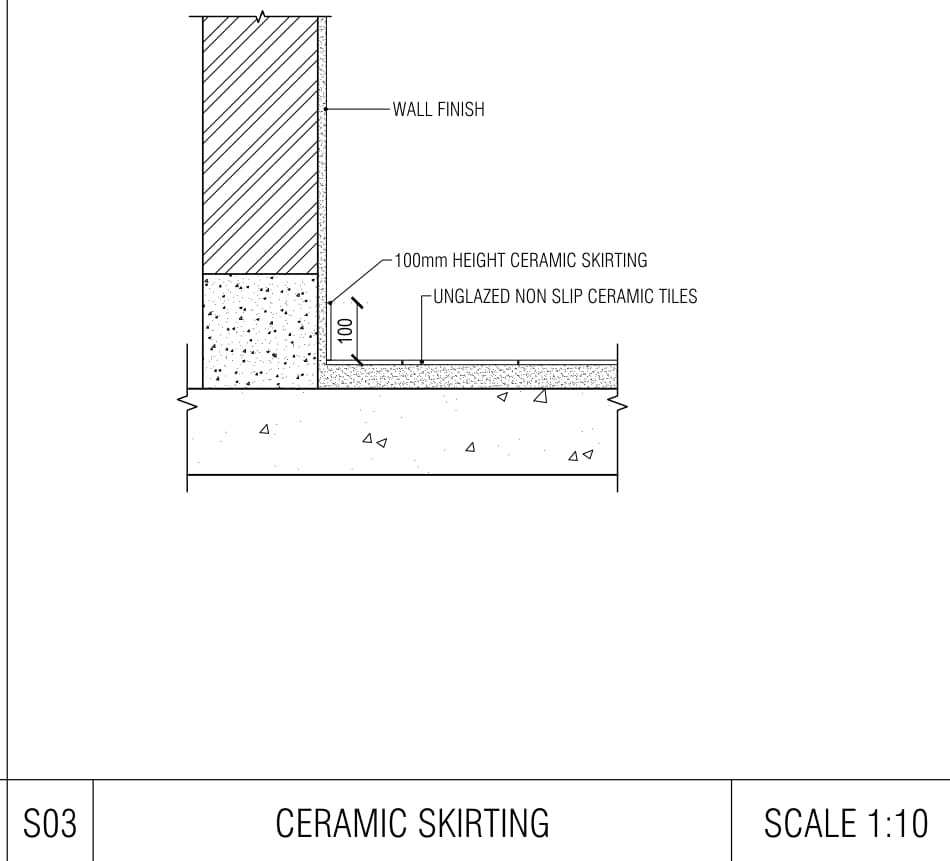 WALL FINISH
100mm HEIGHT CERAMIC SKIRTING
UNGLAZED NON SLIP CERAMIC TILES
100
S03
CERAMIC SKIRTING
SCALE 1:10